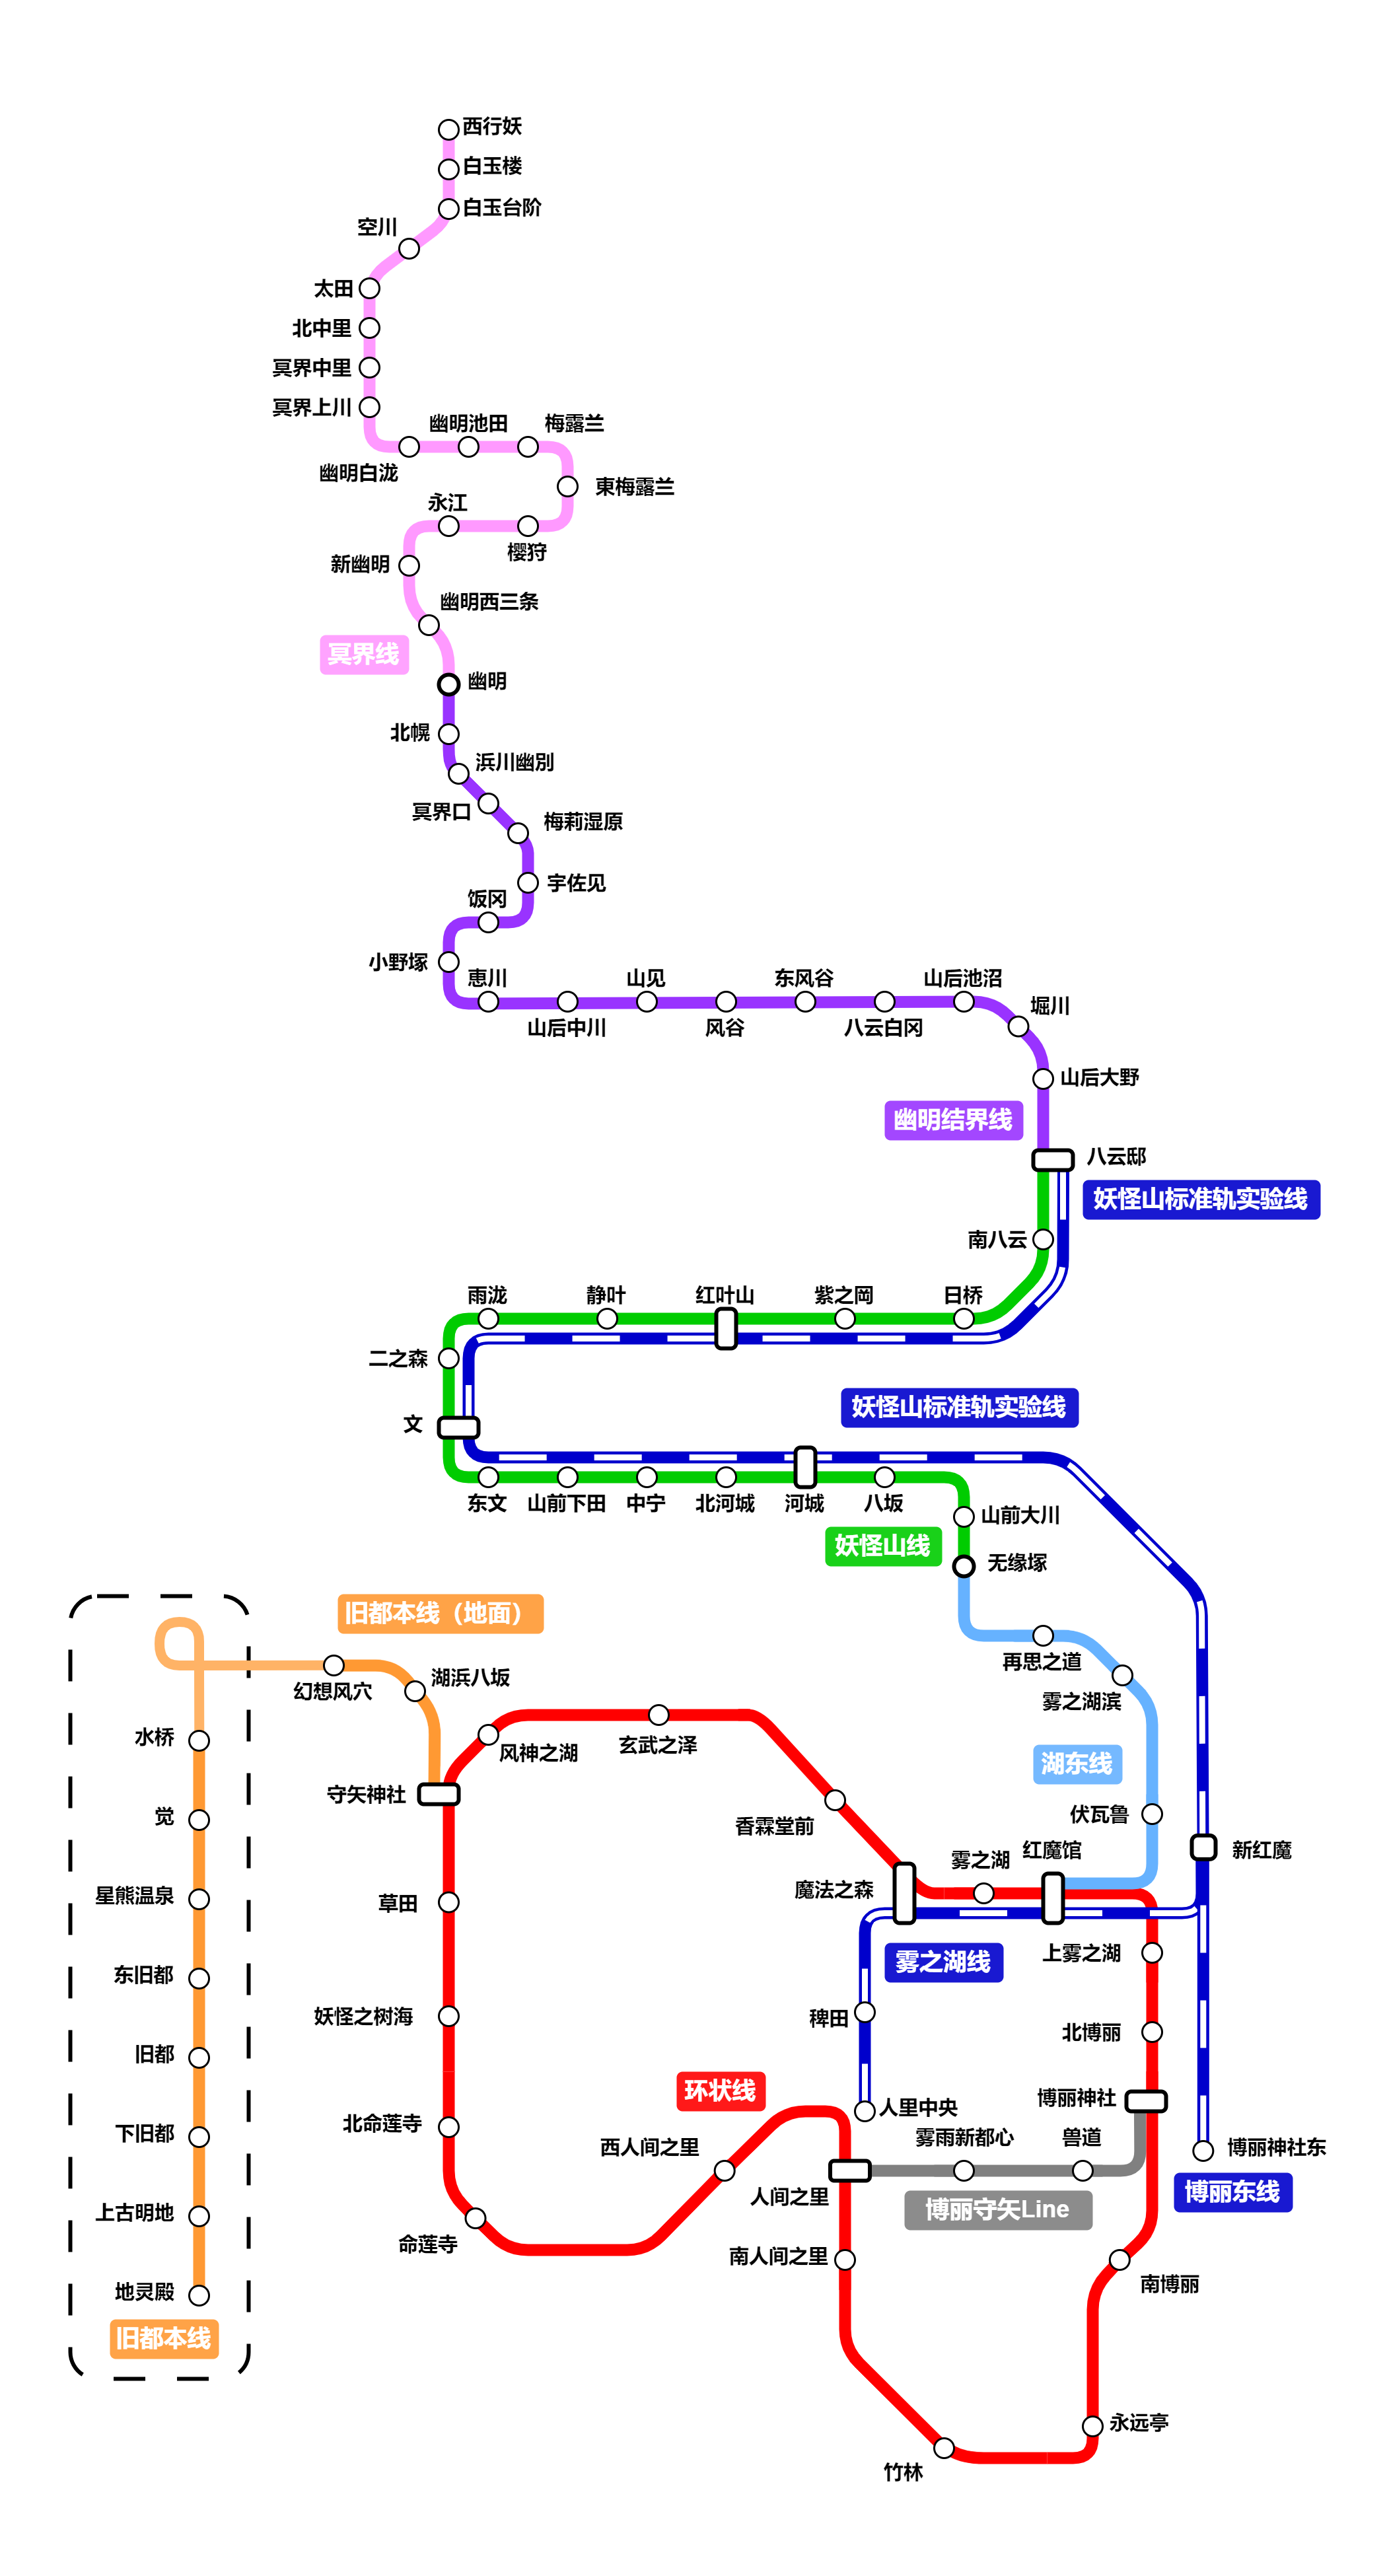 西行妖
白玉楼
白玉台阶
空川
太田
北中里
冥界中里
冥界上川
幽明池田
梅露兰
幽明白泷
東梅露兰
永江
樱狩
新幽明
幽明西三条
冥界线
幽明
北幌
浜川幽別
冥界口
梅莉湿原
宇佐见
饭冈
小野塚
恵川
山见
东风谷
山后池沼
堀川
山后中川
风谷
八云白冈
山后大野
幽明结界线
八云邸
妖怪山标准轨实验线
南八云
雨泷
静叶
红叶山
紫之岡
日桥
二之森
妖怪山标准轨实验线
文
东文
山前下田
中宁
北河城
河城
八坂
山前大川
妖怪山线
无缘塚
旧都本线（地面）
再思之道
湖浜八坂
幻想风穴
雾之湖滨
水桥
风神之湖
玄武之泽
湖东线
守矢神社
觉
伏瓦鲁
香霖堂前
雾之湖
红魔馆
新红魔
魔法之森
星熊温泉
草田
上雾之湖
雾之湖线
东旧都
妖怪之树海
稗田
北博丽
旧都
环状线
博丽神社
人里中央
北命莲寺
下旧都
雾雨新都心
兽道
西人间之里
博丽神社东
博丽东线
人间之里
博丽守矢Line
上古明地
命莲寺
南人间之里
南博丽
地灵殿
旧都本线
永远亭
竹林